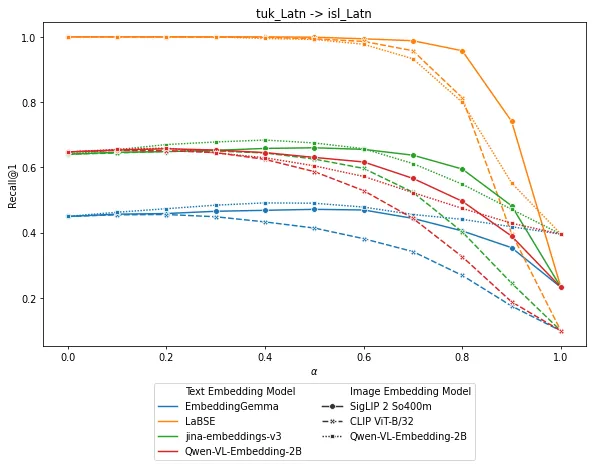 tuk_Latn -> isl_Latn
1.0
0.8
0.6
0.4
0.2
Recall@1
0.0 0.2 0.4 0.6 0.8 1.0
α
Text Embedding Model Image Embedding Model
EmbeddingGemma SigLIP 2 So400m
LaBSE CLIP ViT-B/32
jina-embeddings-v3 Qwen-VL-Embedding-2B
Qwen-VL-Embedding-2B